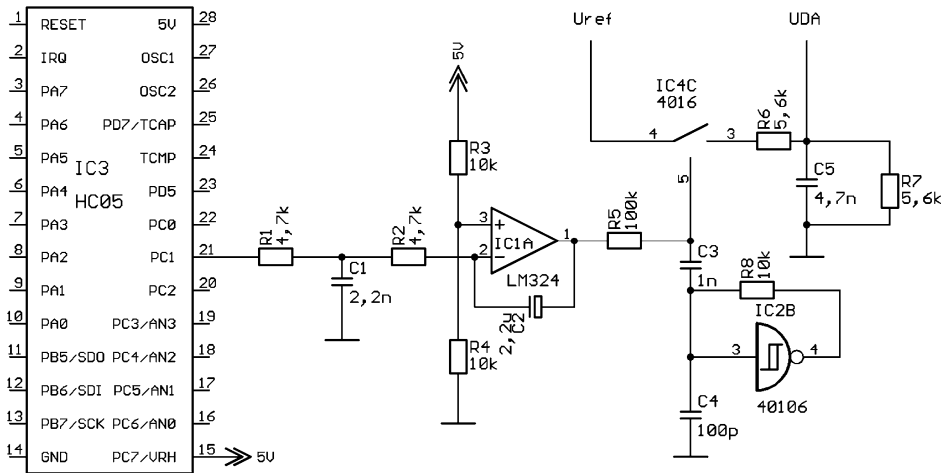 Uref UDA
1 RESET 5V 28
2 IRQ OSC1 27
3 PA7 OSC2 26
4 PA6 PD7/TCAP 25
5 PA5 TCMP 24
6 PA4 PD5 23
7 PA3 PC0 22
8 PA2 PC1 21
9 PA1 PC2 20
10 PA0 PC3/AN3 19
11 PB5/SDO PC4/AN2 18
12 PB6/SDI PC5/AN1 17
13 PB7/SCK PC6/AN0 16
14 GND PC7/VRH 15
IC3
HC05
5V
R1
4,7k
C1
2,2n
R2
4,7k
5V
R3
10k
R4
10k
3
+
2
-
IC1A
1
LM324
2,2u
C2
R5
100k
IC4C
4016
4
3
5
R6
5,6k
C5
4,7n
R7
5,6k
C3
1n
R8
10k
IC2B
3
4
40106
C4
100p